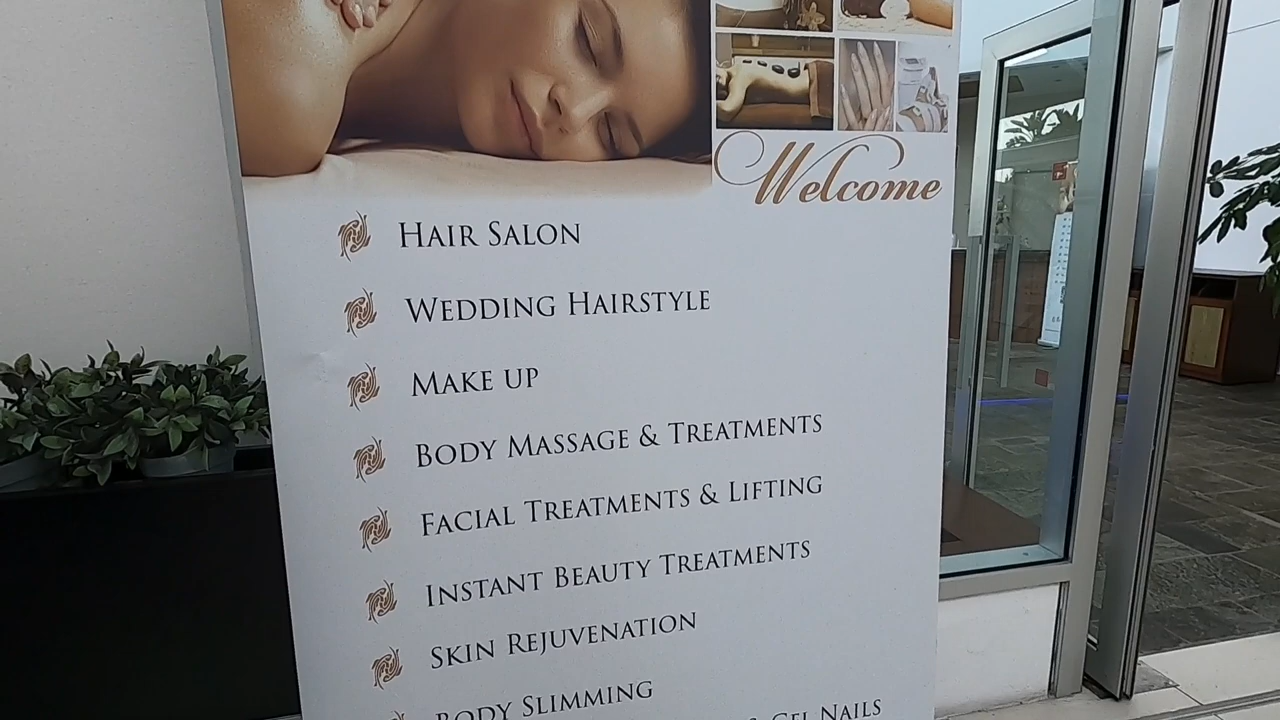 Welcome
HAIR SALON
WEDDING HAIRSTYLE
MAKE UP
BODY MASSAGE & TREATMENTS
FACIAL TREATMENTS & LIFTING
INSTANT BEAUTY TREATMENTS
SKIN REJUVENATION
BODY SLIMMING
& GEL NAILS